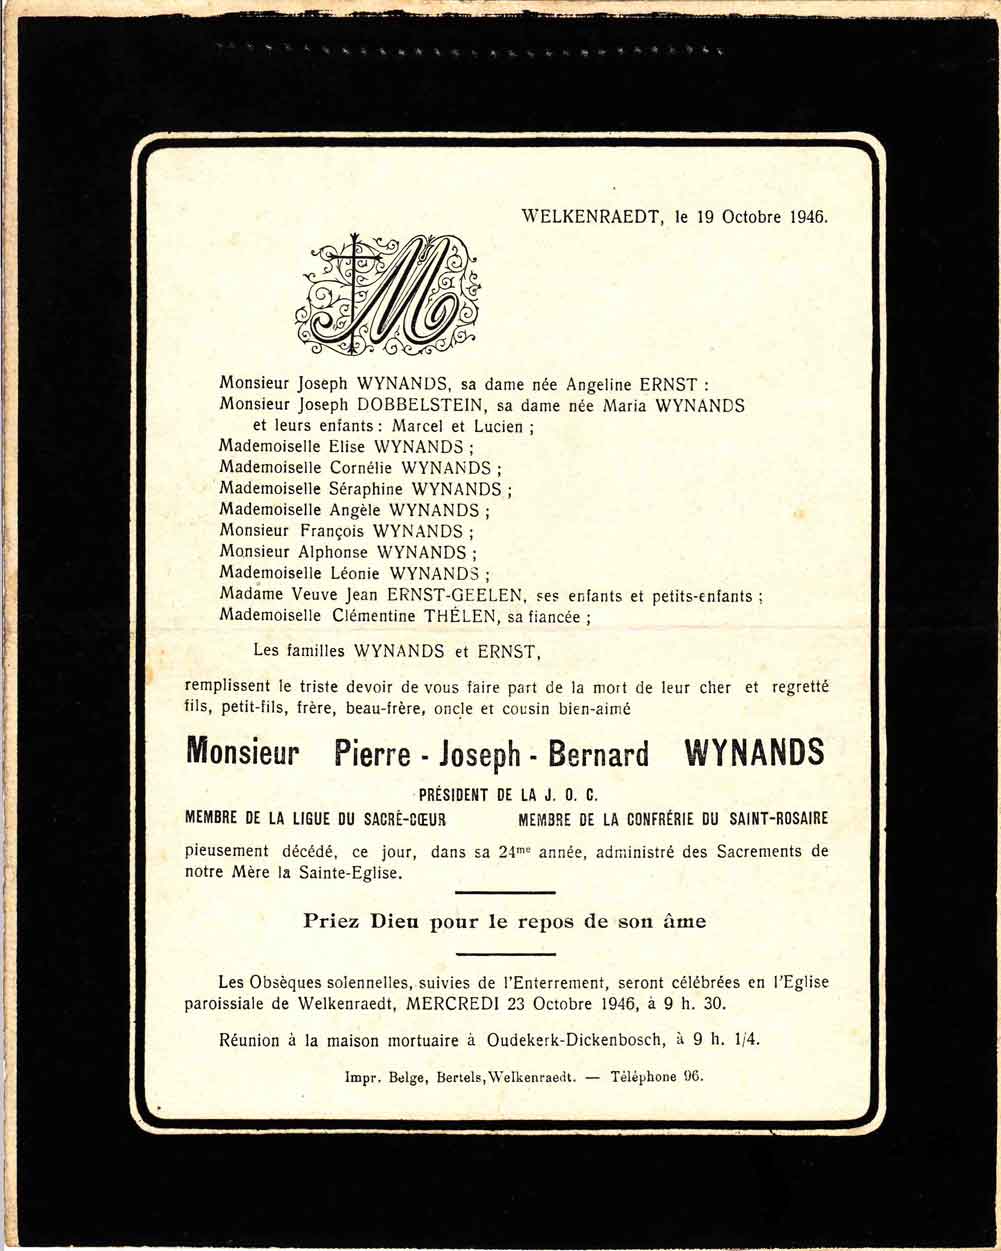 WELKENRAEDT, le 19 Octobre 1946.
M
Monsieur Joseph WYNANDS, sa dame née Angeline ERNST :
Monsieur Joseph DOBBELSTEIN, sa dame née Maria WYNANDS
et leurs enfants : Marcel et Lucien ;
Mademoiselle Elise WYNANDS ;
Mademoiselle Cornélie WYNANDS ;
Mademoiselle Séraphine WYNANDS ;
Mademoiselle Angèle WYNANDS ;
Monsieur François WYNANDS ;
Monsieur Alphonse WYNANDS ;
Mademoiselle Léonie WYNANDS ;
Madame Veuve Jean ERNST-GEELEN, ses enfants et petits-enfants ;
Mademoiselle Clémentine THÉLEN, sa fiancée ;
Les familles WYNANDS et ERNST,
remplissent le triste devoir de vous faire part de la mort de leur cher et regretté
fils, petit-fils, frère, beau-frère, oncle et cousin bien-aimé
Monsieur Pierre - Joseph - Bernard WYNANDS
PRÉSIDENT DE LA J. O. C.
MEMBRE DE LA LIGUE DU SACRÉ-CŒUR MEMBRE DE LA CONFRÉRIE DU SAINT-ROSAIRE
pieusement décédé, ce jour, dans sa 24me année, administré des Sacrements de
notre Mère la Sainte-Eglise.
Priez Dieu pour le repos de son âme
Les Obsèques solennelles, suivies de l'Enterrement, seront célébrées en l'Eglise
paroissiale de Welkenraedt, MERCREDI 23 Octobre 1946, à 9 h. 30.
Réunion à la maison mortuaire à Oudekerk-Dickenbosch, à 9 h. 1/4.
Impr. Belge, Bertels, Welkenraedt. — Téléphone 96.